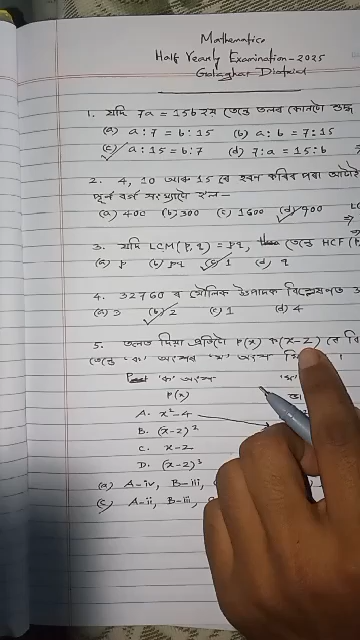 Mathematics
Half Yearly Examination - 2025
Golaghat District
1. যদি 7a = 15b হয় তেন্তে তলৰ কোনটো শুদ্ধ
(a) a : 7 = b : 15 (b) a : b = 7 : 15
(c) a : 15 = b : 7 (d) 7 : a = 15 : b
2. 4, 10 আৰু 15 ৰে হৰণ কৰিব পৰা
পূৰ্ণ বৰ্গ সংখ্যাটো হ'ল-
(a) 400 (b) 300 (c) 1600 (d) 900
3. যদি LCM(p, q) = pq, তেন্তে HCF(
(a) p (b) pq (c) 1 (d) q
4. 32760 ৰ মৌলিক উৎপাদক
(a) 3 (b) 2 (c) 1 (d) 4
5. তলত দিয়া প্ৰতিটো p(x) (x-2) ৰ
তেন্তে 'ক' অংশৰ 'খ' অংশ
'ক' অংশ 'খ'
P(x)
A. x² - 4
B. (x-2)²
C. x-2
D. (x-2)³
(a) A-iv, B-iii,
(c) A-ii, B-iii,